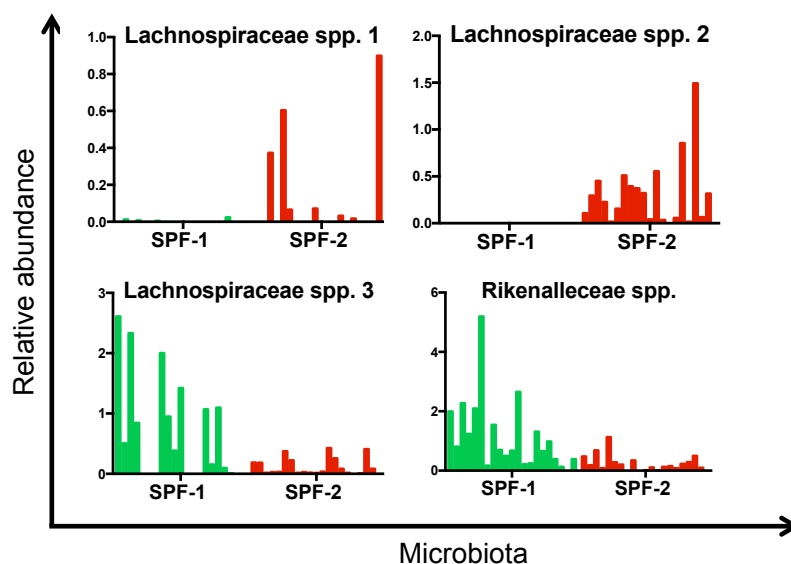 Lachnospiraceae spp. 1
1.0
0.8
0.6
0.4
0.2
0.0
SPF-1 SPF-2
Lachnospiraceae spp. 2
2.0
1.5
1.0
0.5
0.0
SPF-1 SPF-2
Lachnospiraceae spp. 3
3
2
1
0
SPF-1 SPF-2
Rikenalleceae spp.
6
4
2
0
SPF-1 SPF-2
Relative abundance
Microbiota